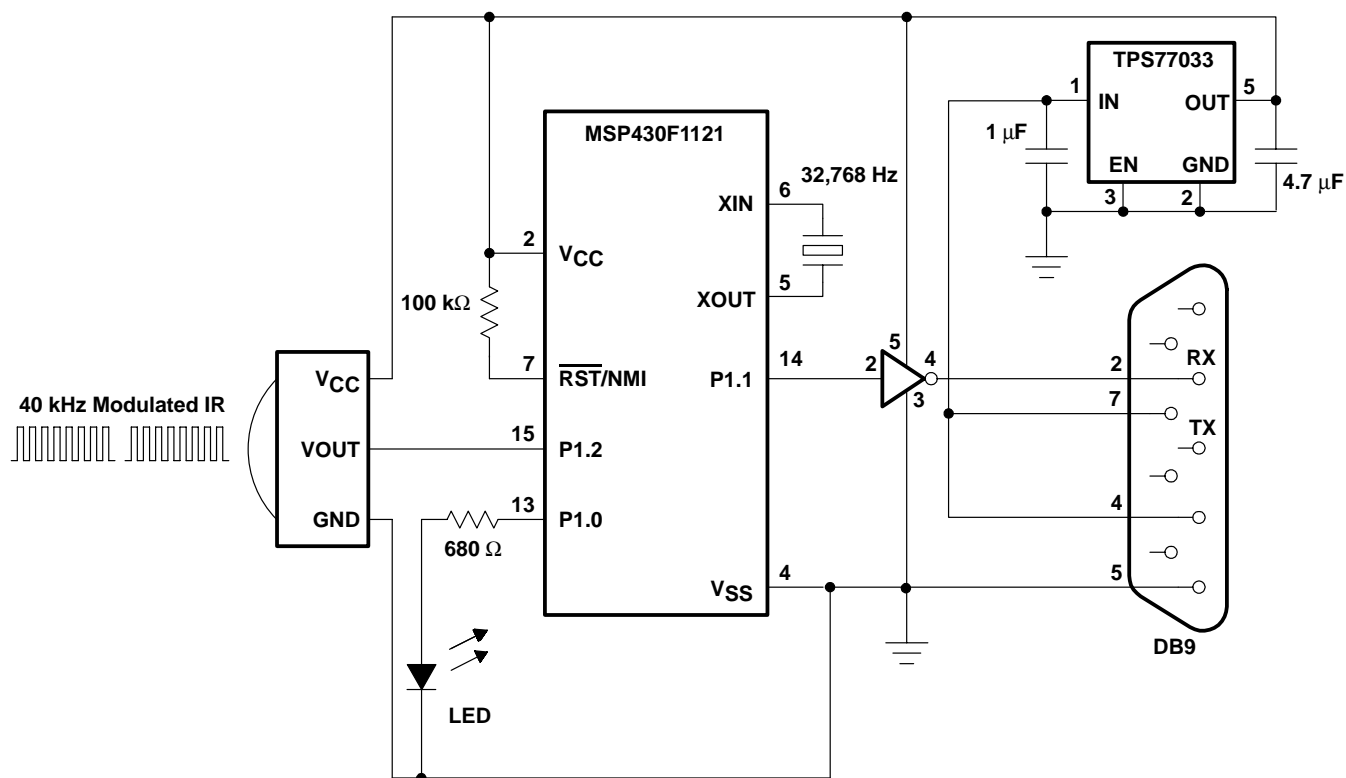 TPS77033
1
IN
OUT
5
1 μF
EN
GND
3
2
4.7 μF
MSP430F1121
32,768 Hz
6
XIN
2
VCC
5
XOUT
100 kΩ
7
RST/NMI
P1.1
14
2
5
4
3
2
RX
7
TX
4
5
DB9
40 kHz Modulated IR
VCC
VOUT
GND
15
P1.2
13
P1.0
680 Ω
VSS
4
LED